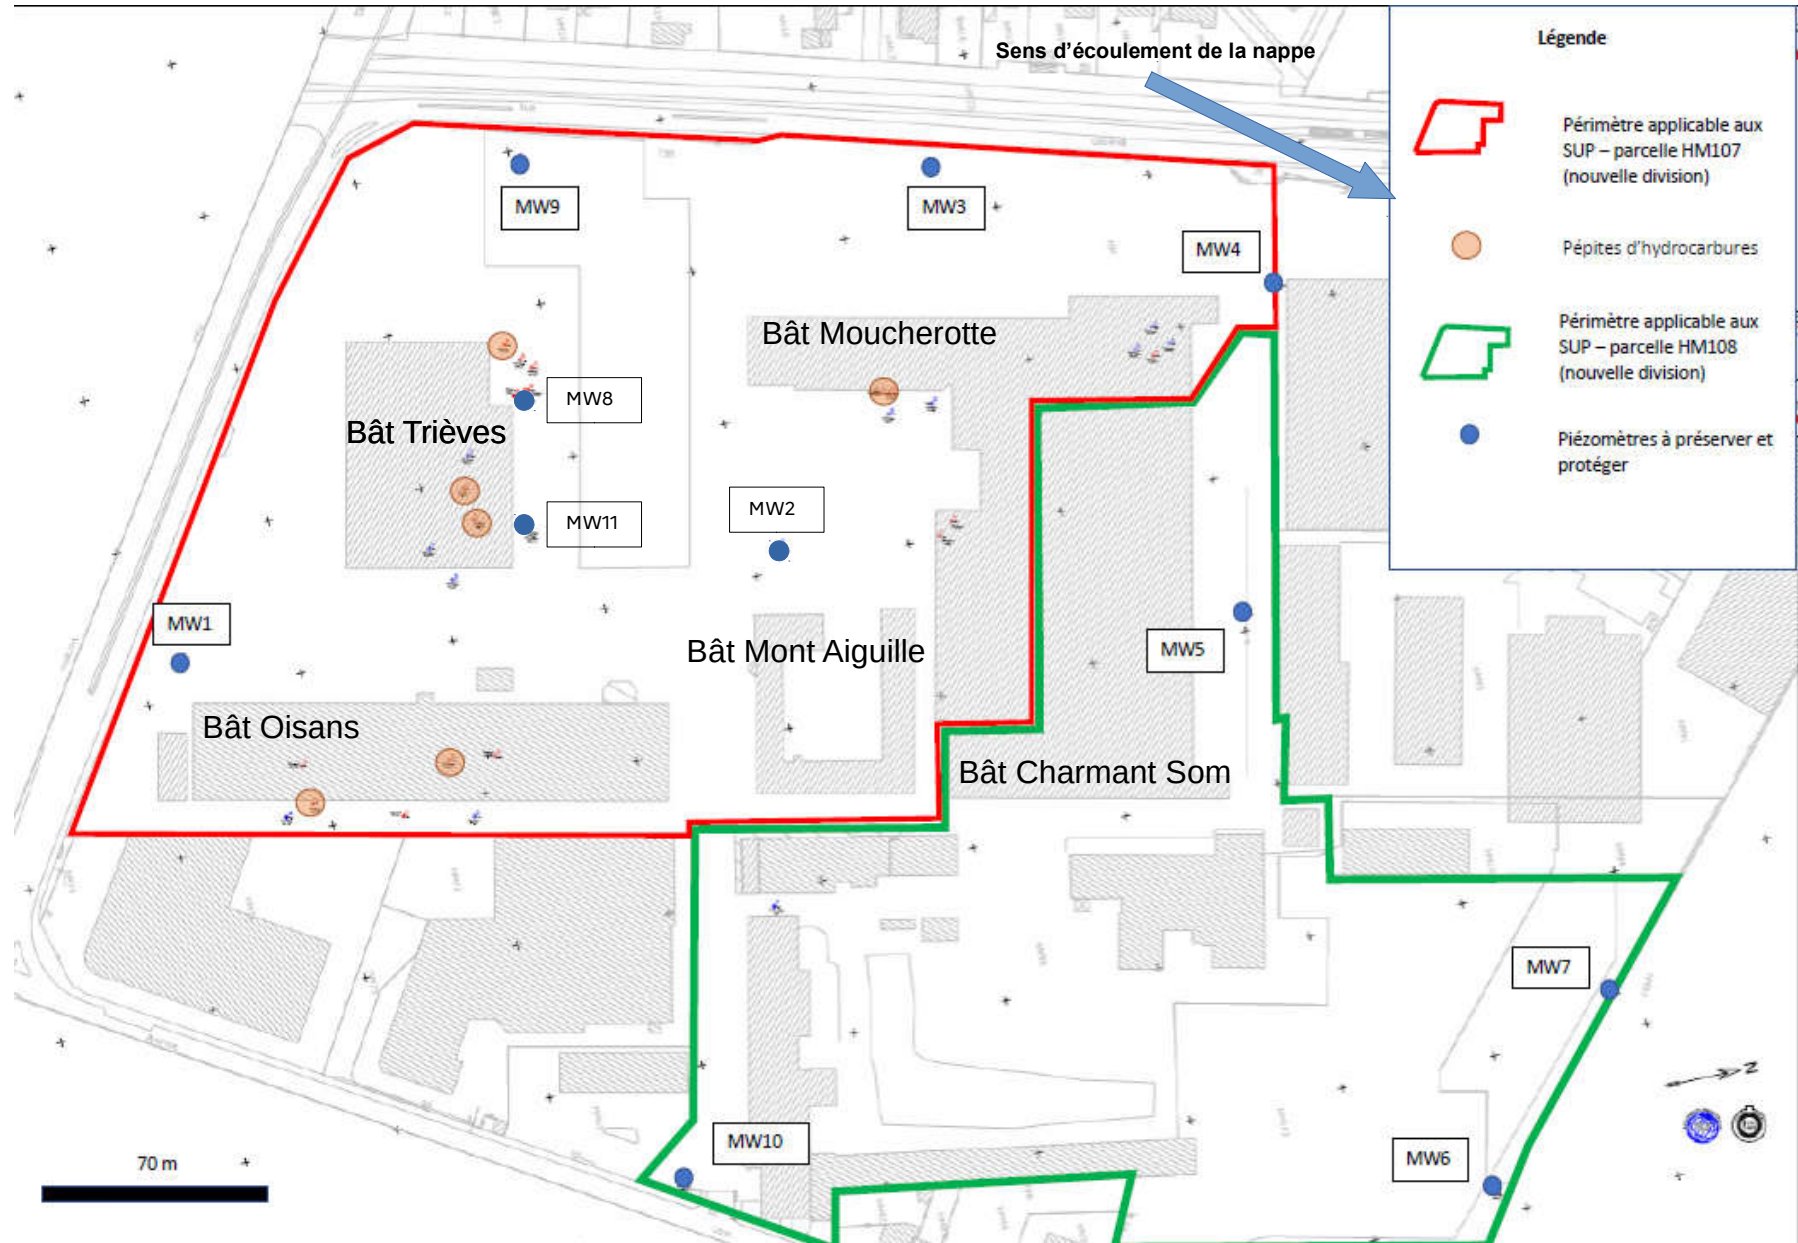 Sens d’écoulement de la nappe
Légende
Périmètre applicable aux
SUP – parcelle HM107
(nouvelle division)
Pépites d’hydrocarbures
Périmètre applicable aux
SUP – parcelle HM108
(nouvelle division)
Piézomètres à préserver et
protéger
MW9
MW3
MW4
Bât Moucherotte
MW8
Bât Trièves
MW2
MW11
MW1
Bât Mont Aiguille
MW5
Bât Oisans
Bât Charmant Som
MW7
N
MW10
MW6
70 m